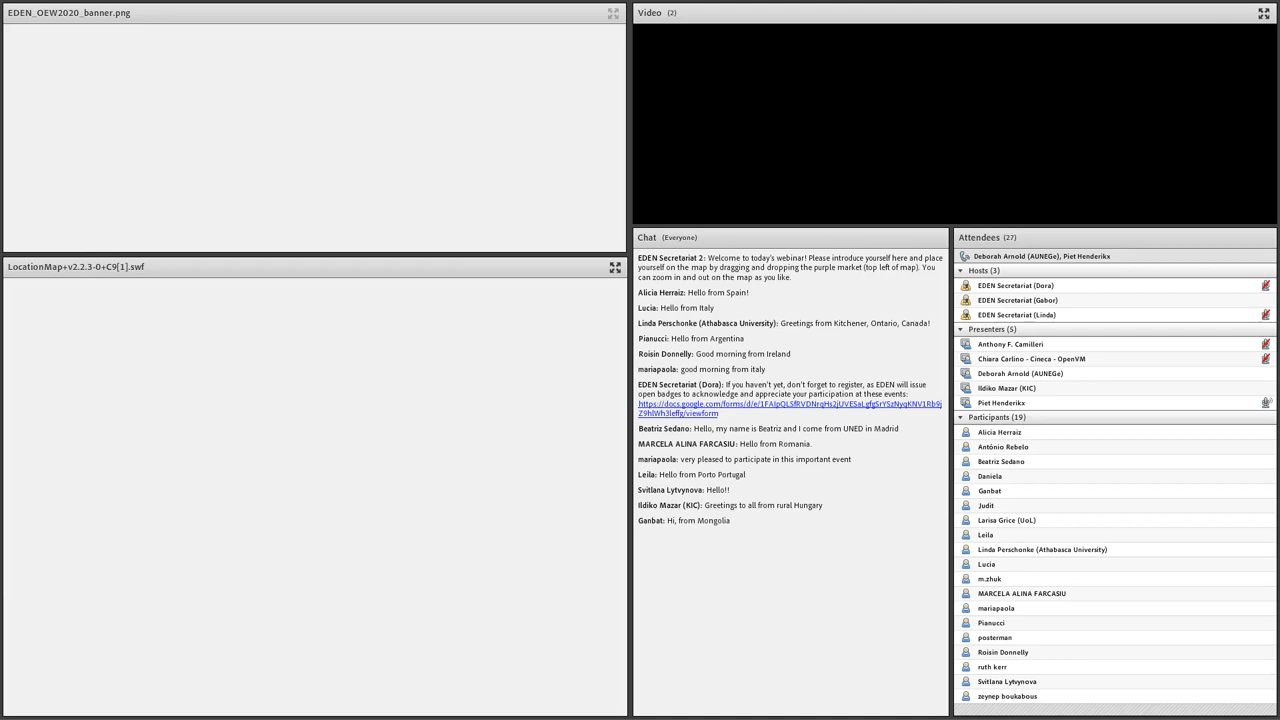 EDEN_OEW2020_banner.png
LocationMap+v2.2.3-0+C9[1].swf
Video (2)
Chat (Everyone)
EDEN Secretariat 2: Welcome to today's webinar! Please introduce yourself here and place
yourself on the map by dragging and dropping the purple market (top left of map). You
can zoom in and out on the map as you like.
Alicia Herraiz: Hello from Spain!
Lucia: Hello from Italy
Linda Perschonke (Athabasca University): Greetings from Kitchener, Ontario, Canada!
Pianucci: Hello from Argentina
Roisin Donnelly: Good morning from Ireland
mariapaola: good morning from italy
EDEN Secretariat (Dora): If you haven't yet, don't forget to register, as EDEN will issue
open badges to acknowledge and appreciate your participation at these events:
Beatriz Sedano: Hello, my name is Beatriz and I come from UNED in Madrid
MARCELA ALINA FARCASIU: Hello from Romania.
mariapaola: very pleased to participate in this important event
Leila: Hello from Porto Portugal
Svitlana Lytvynova: Hello!!
Ildiko Mazar (KIC): Greetings to all from rural Hungary
Ganbat: Hi, from Mongolia
Attendees (27)
Deborah Arnold (AUNEGe), Piet Henderikx
Hosts (3)
EDEN Secretariat (Dora)
EDEN Secretariat (Gabor)
EDEN Secretariat (Linda)
Presenters (5)
Anthony F. Camilleri
Chiara Carlino - Cineca - OpenVM
Deborah Arnold (AUNEGe)
Ildiko Mazar (KIC)
Piet Henderikx
Participants (19)
Alicia Herraiz
António Rebelo
Beatriz Sedano
Daniela
Ganbat
Judit
Larisa Grice (UoL)
Leila
Linda Perschonke (Athabasca University)
Lucia
m.zhuk
MARCELA ALINA FARCASIU
mariapaola
Pianucci
posterman
Roisin Donnelly
ruth kerr
Svitlana Lytvynova
zeynep boukabous